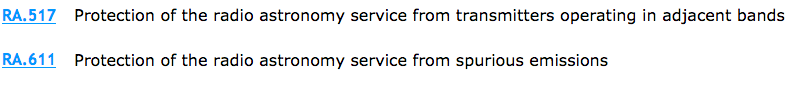 RA.517 Protection of the radio astronomy service from transmitters operating in adjacent bands
RA.611 Protection of the radio astronomy service from spurious emissions